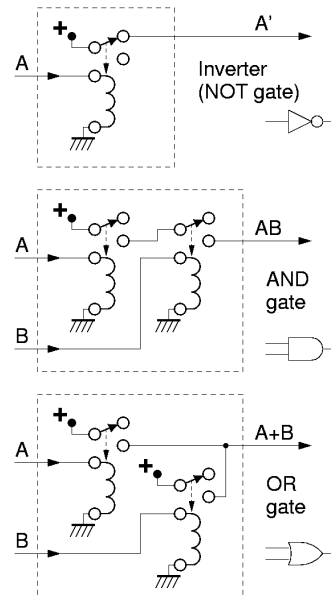 +
A'
A
Inverter
(NOT gate)
+
A
AB
AND
gate
B
+
A+B
A
+
OR
gate
B